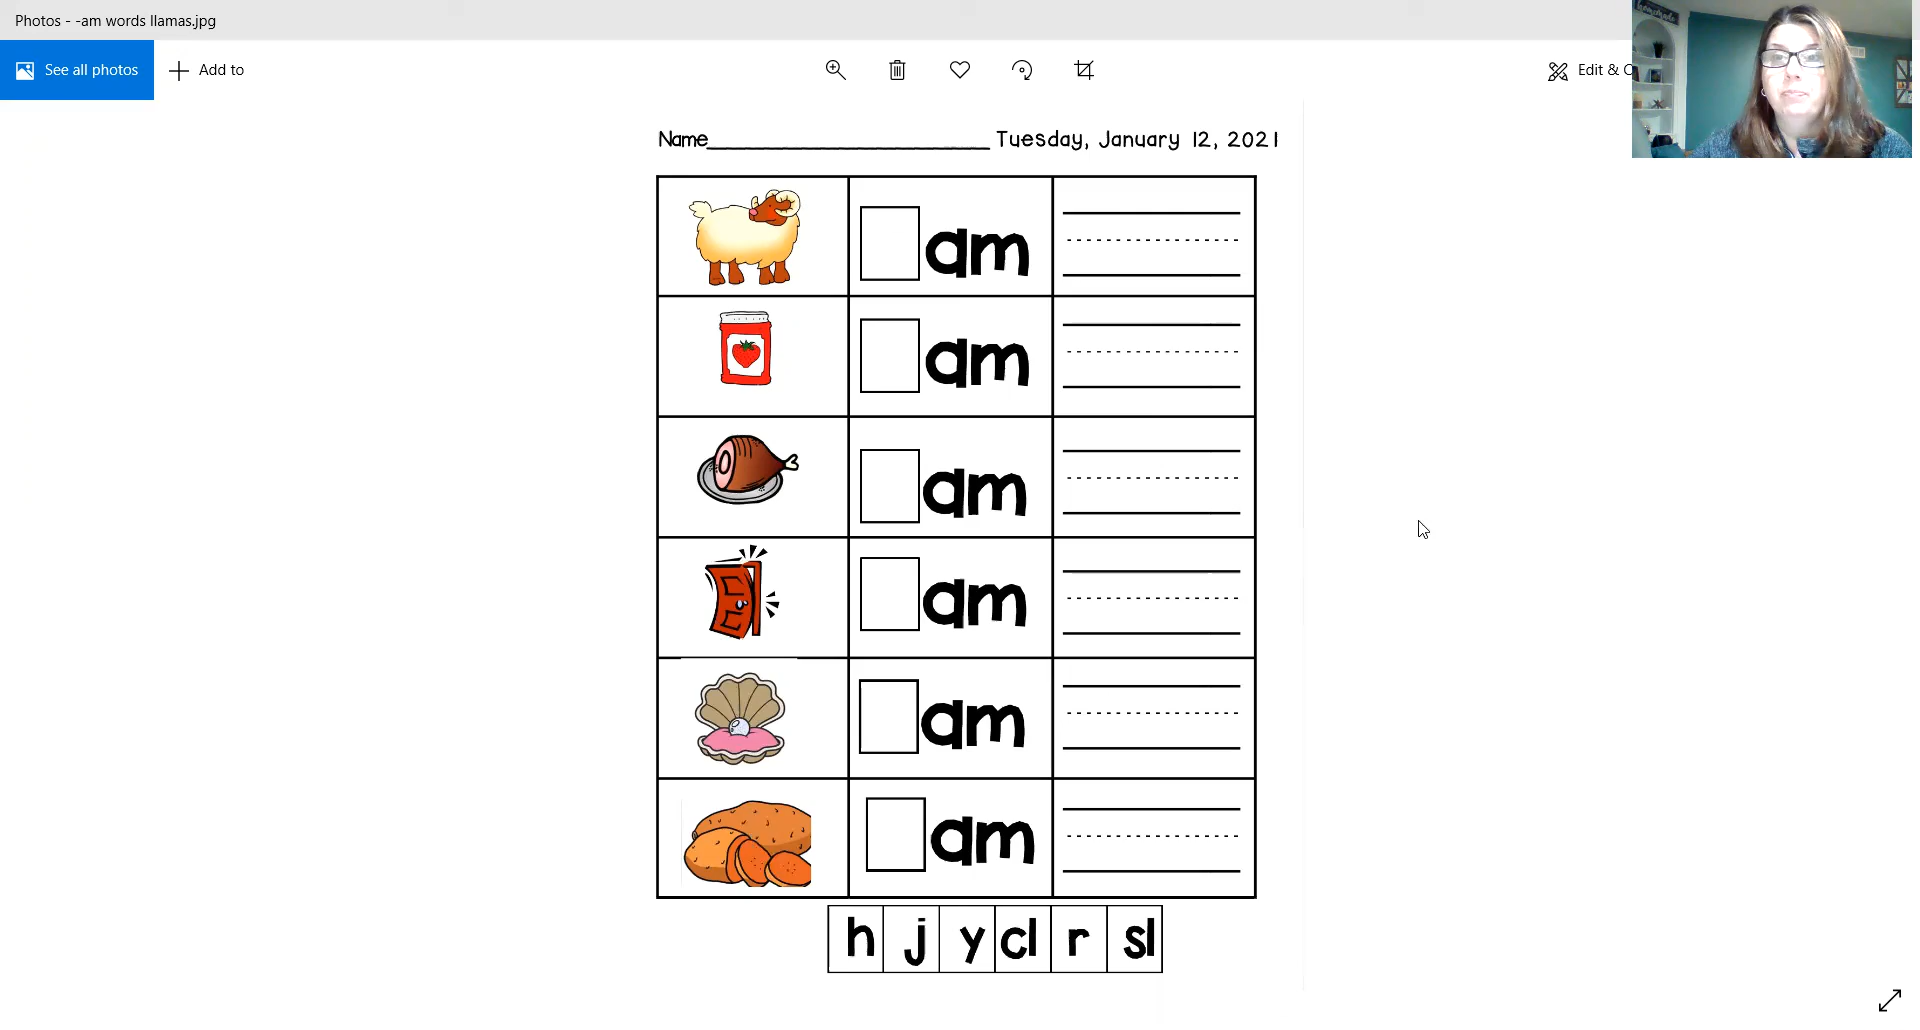 Photos - -am words llamas.jpg
See all photos
Add to
Edit &
Name Tuesday, January 12, 2021
am
am
am
am
am
am
h j y cl r sl